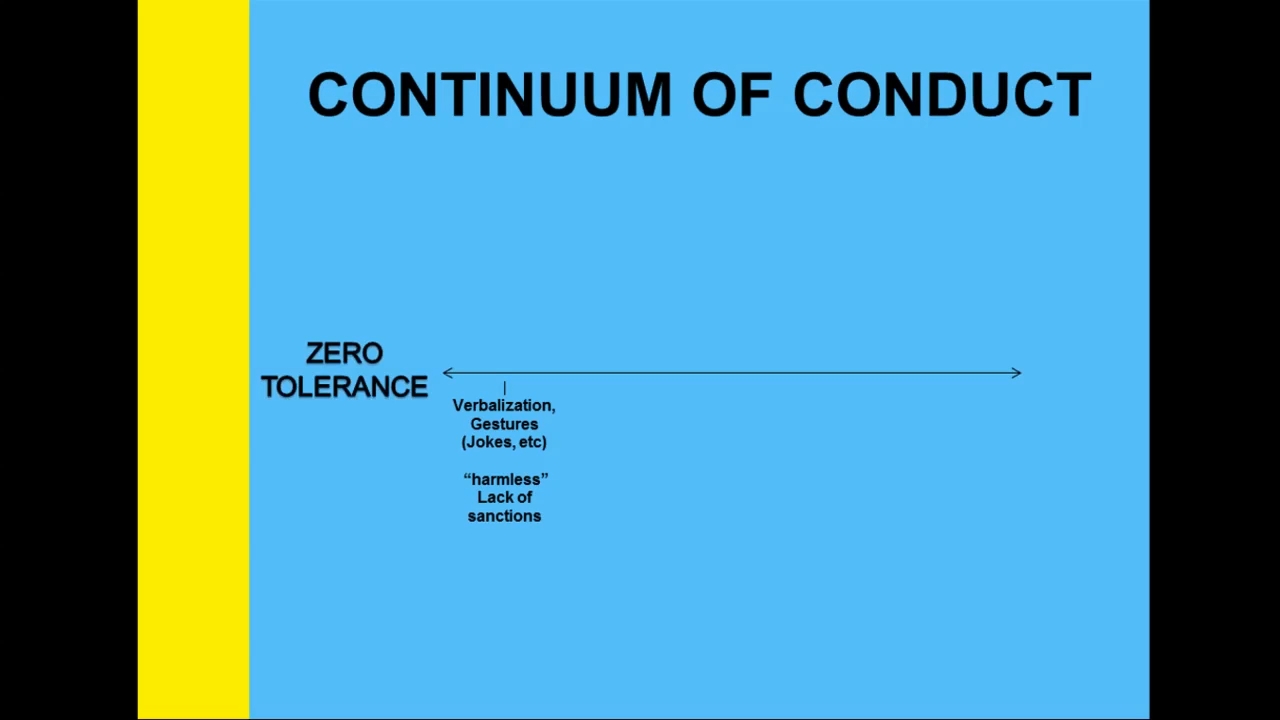 CONTINUUM OF CONDUCT
ZERO
TOLERANCE
Verbalization,
Gestures
(Jokes, etc)
“harmless”
Lack of
sanctions